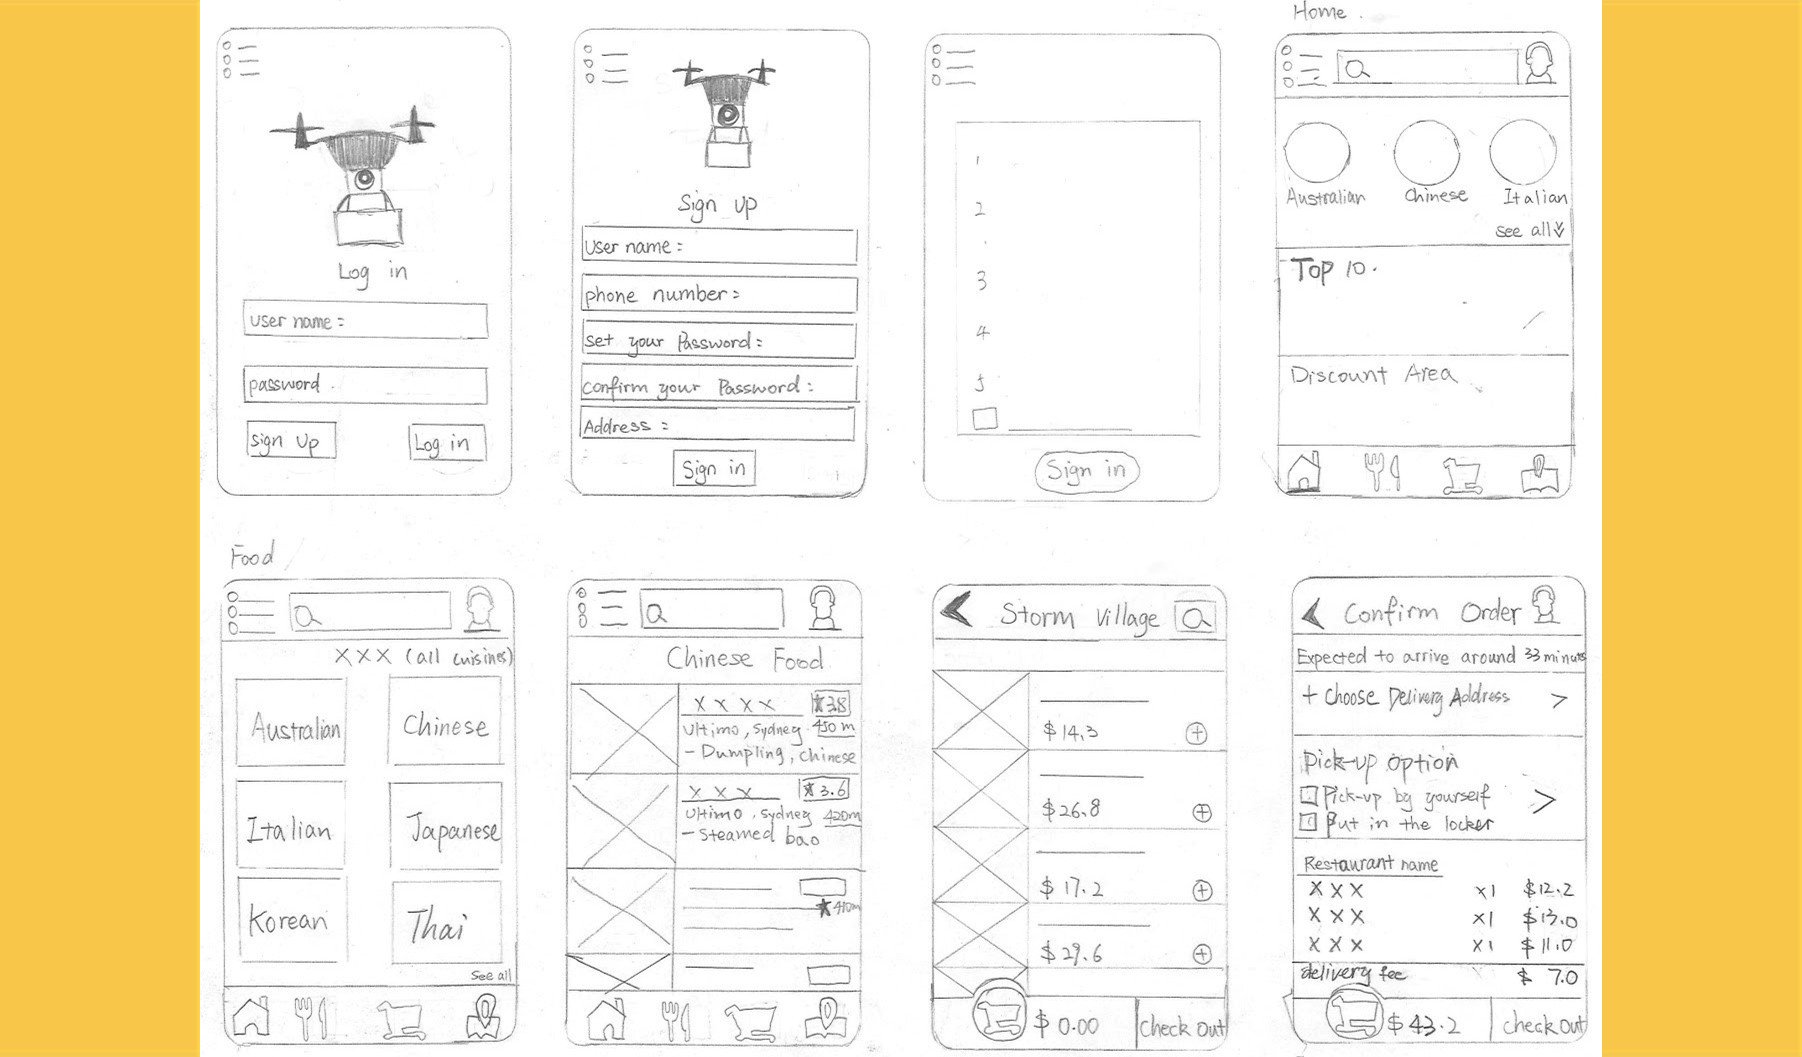 Log in
User name :
password
Sign Up
Log in
Sign up
User name :
phone number :
set your Password :
confirm your Password :
Address :
Sign in
1
2
3
4
5
Sign in
Home
Australian Chinese Italian
see all
Top 10.
Discount Area
Food
XXX (all cuisines)
Australian Chinese
Italian Japanese
Korean Thai
See all
Chinese Food
X X X X ★3.8
Ultimo, Sydney 450 m
- Dumpling, Chinese
X X X ★3.6
Ultimo, Sydney 420m
- Steamed bao
★410m
Storm Village
$14.3
$26.8
$17.2
$29.6
$0.00 Check Out
Confirm Order
Expected to arrive around 33 minutes
+ Choose Delivery Address >
Pick-up option
Pick-up by yourself >
Put in the locker
Restaurant name
X X X X1 $12.2
X X X X1 $13.0
X X X X1 $11.0
delivery fee $ 7.0
$43.2 check out